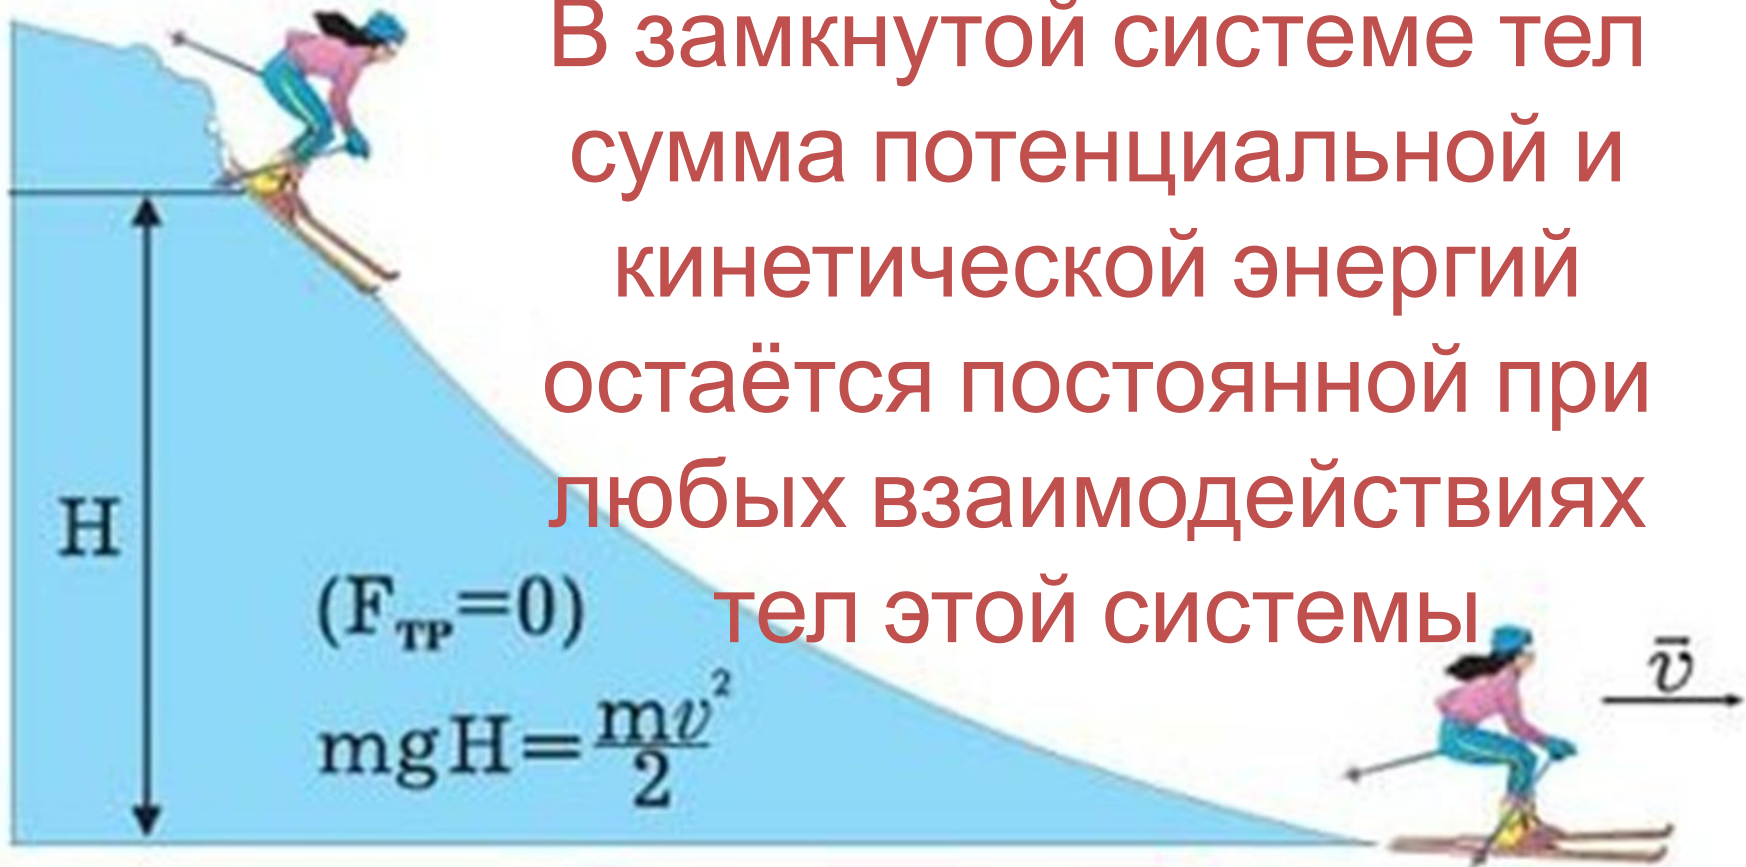 В замкнутой системе тел
сумма потенциальной и
кинетической энергий
остаётся постоянной при
любых взаимодействиях
тел этой системы
H
(Fтр=0)
mgH=mv²/2
v̄